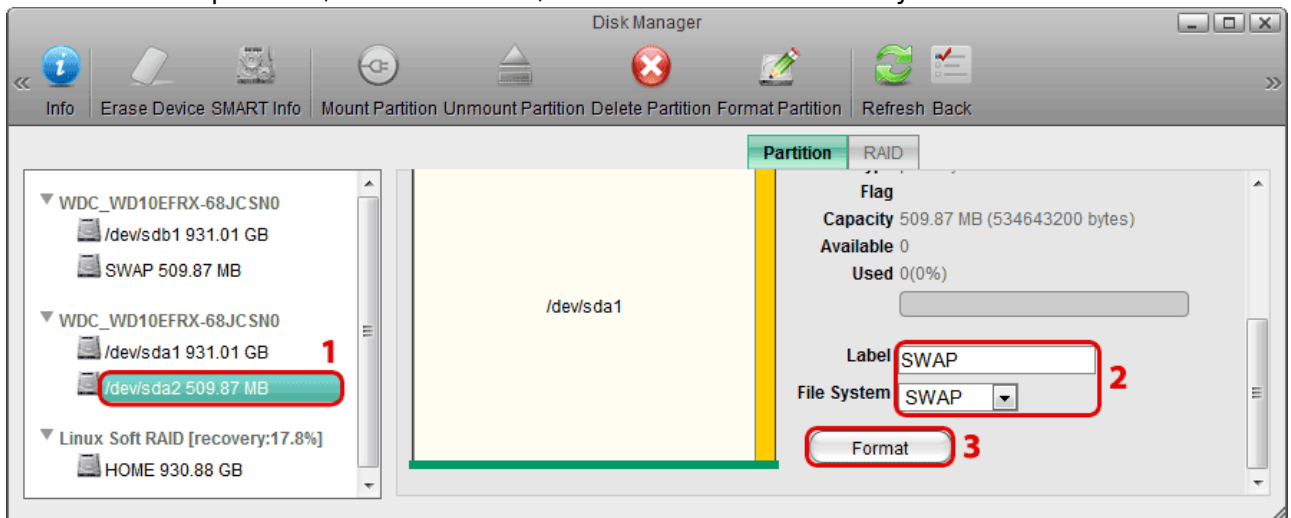 Disk Manager
Info Erase Device SMART Info Mount Partition Unmount Partition Delete Partition Format Partition Refresh Back
Partition RAID
WDC_WD10EFRX-68JCSN0
/dev/sdb1 931.01 GB
SWAP 509.87 MB
WDC_WD10EFRX-68JCSN0
/dev/sda1 931.01 GB
1
/dev/sda2 509.87 MB
Linux Soft RAID [recovery:17.8%]
HOME 930.88 GB
/dev/sda1
Flag
Capacity 509.87 MB (534643200 bytes)
Available 0
Used 0(0%)
Label SWAP
File System SWAP
2
Format 3